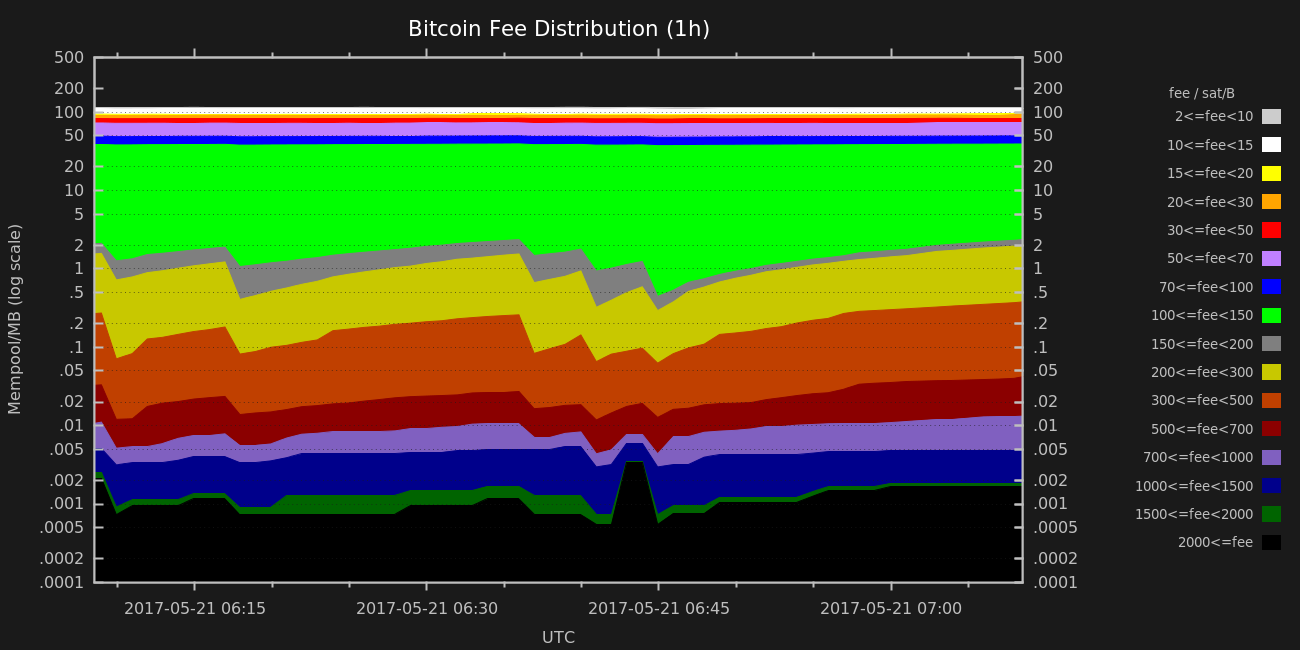 Bitcoin Fee Distribution (1h)
500
200
100
50
20
10
5
2
1
.5
.2
.1
.05
.02
.01
.005
.002
.001
.0005
.0002
.0001
Mempool/MB (log scale)
500
200
100
50
20
10
5
2
1
.5
.2
.1
.05
.02
.01
.005
.002
.001
.0005
.0002
.0001
2017-05-21 06:15
2017-05-21 06:30
2017-05-21 06:45
2017-05-21 07:00
UTC
fee / sat/B
2<=fee<10
10<=fee<15
15<=fee<20
20<=fee<30
30<=fee<50
50<=fee<70
70<=fee<100
100<=fee<150
150<=fee<200
200<=fee<300
300<=fee<500
500<=fee<700
700<=fee<1000
1000<=fee<1500
1500<=fee<2000
2000<=fee